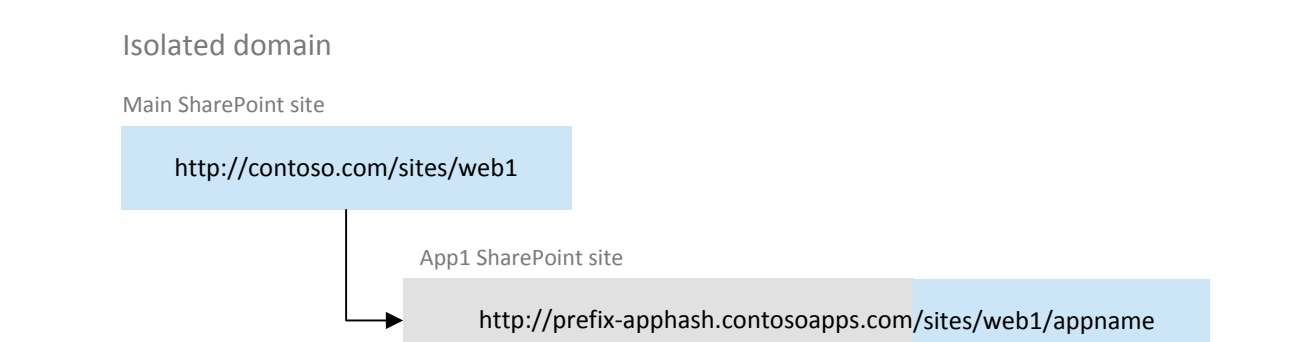 Isolated domain
Main SharePoint site
http://contoso.com/sites/web1
App1 SharePoint site
http://prefix-apphash.contosoapps.com/sites/web1/appname